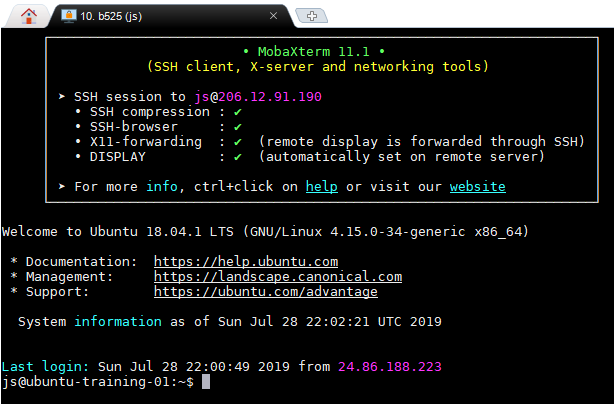 10. b525 (js)
• MobaXterm 11.1 •
(SSH client, X-server and networking tools)
➤ SSH session to js@206.12.91.190
• SSH compression : ✔
• SSH-browser     : ✔
• X11-forwarding  : ✔  (remote display is forwarded through SSH)
• DISPLAY         : ✔  (automatically set on remote server)
➤ For more info, ctrl+click on help or visit our website
Welcome to Ubuntu 18.04.1 LTS (GNU/Linux 4.15.0-34-generic x86_64)
* Documentation:  https://help.ubuntu.com
* Management:     https://landscape.canonical.com
* Support:        https://ubuntu.com/advantage
System information as of Sun Jul 28 22:02:21 UTC 2019
Last login: Sun Jul 28 22:00:49 2019 from 24.86.188.223
js@ubuntu-training-01:~$